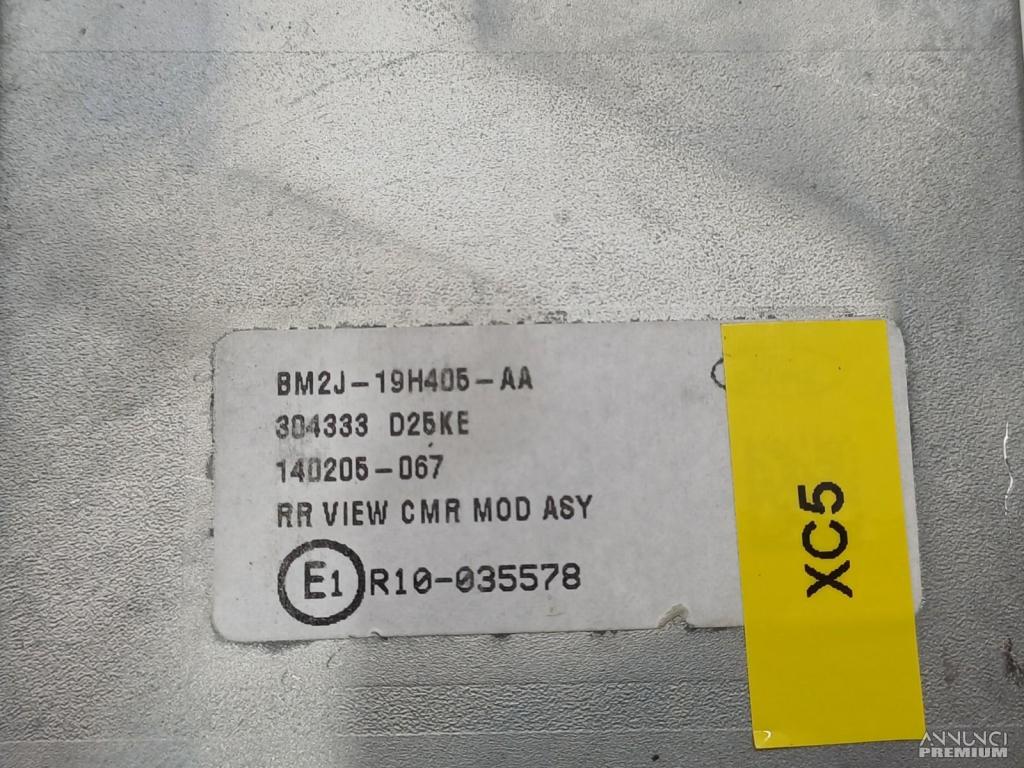 BM2J-19H405-AA
304333 D25KE
140205-067
RR VIEW CMR MOD ASY
E1 R10-035578
XC5
ANNUNCI
PREMIUM